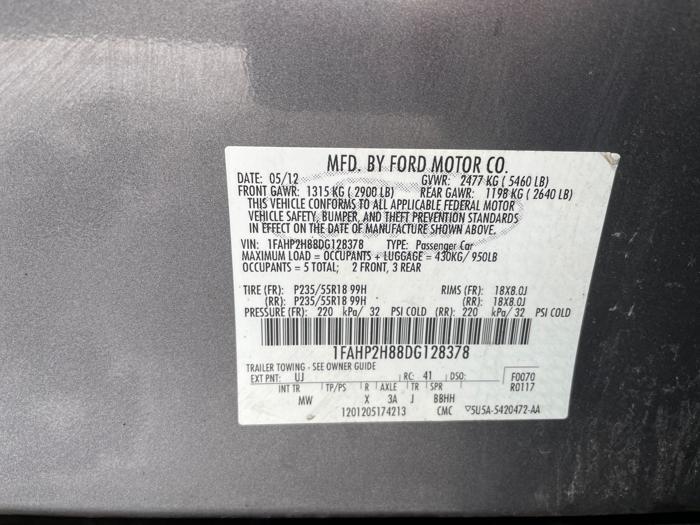 MFD. BY FORD MOTOR CO.
DATE: 05/12 GVWR: 2477 KG ( 5460 LB)
FRONT GAWR: 1315 KG ( 2900 LB) REAR GAWR: 1198 KG ( 2640 LB)
THIS VEHICLE CONFORMS TO ALL APPLICABLE FEDERAL MOTOR
VEHICLE SAFETY, BUMPER, AND THEFT PREVENTION STANDARDS
IN EFFECT ON THE DATE OF MANUFACTURE SHOWN ABOVE.
VIN: 1FAHP2H88DG128378 TYPE: Passenger Car
MAXIMUM LOAD = OCCUPANTS + LUGGAGE = 430KG/ 950LB
OCCUPANTS = 5 TOTAL; 2 FRONT, 3 REAR
TIRE (FR): P235/55R18 99H RIMS (FR): 18X8.0J
(RR): P235/55R18 99H (RR): 18X8.0J
PRESSURE (FR): 220 kPa/ 32 PSI COLD (RR): 220 kPa/ 32 PSI COLD
1FAHP2H88DG128378
TRAILER TOWING - SEE OWNER GUIDE
EXT PNT: UJ RC: 41 DSO: F0070
INT TR TP/PS R AXLE TR SPR R0117
MW X 3A J BBHH
1201205174213 CMC ▽5U5A-5420472-AA